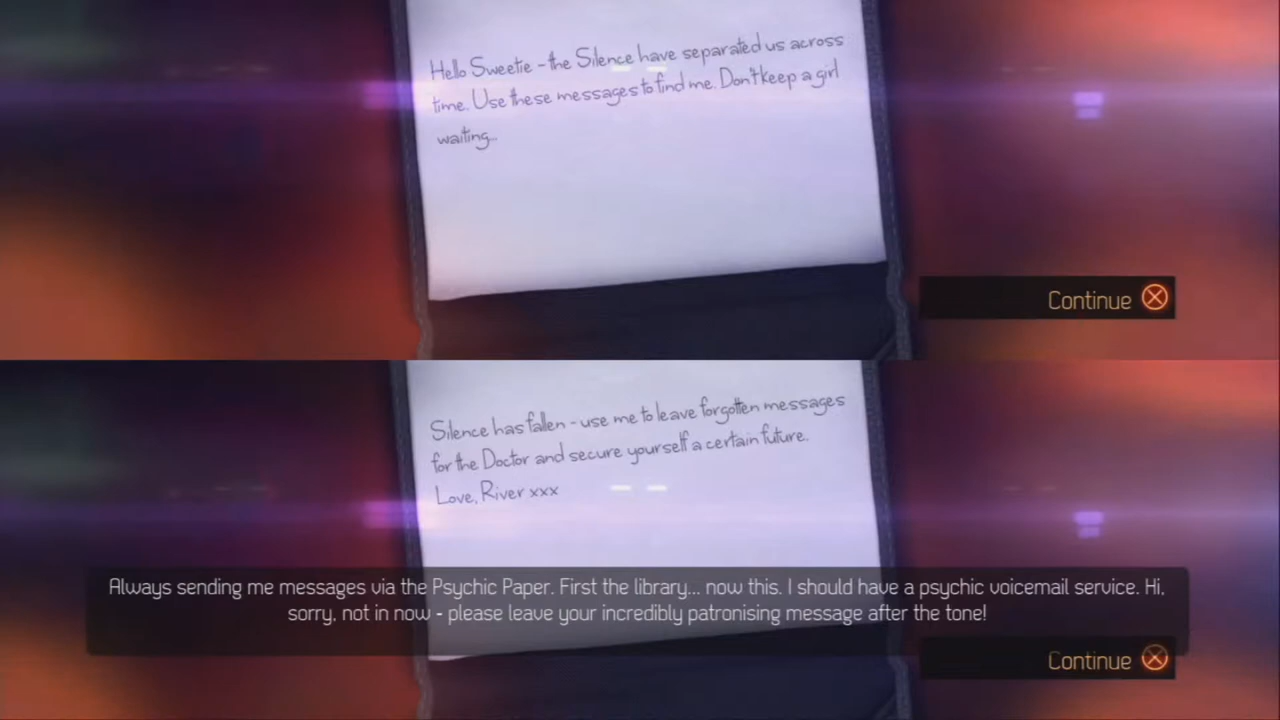 Hello Sweetie - the Silence have separated us across
time. Use these messages to find me. Don't keep a girl
waiting...
Continue
Silence has fallen - use me to leave forgotten messages
for the Doctor and secure yourself a certain future.
Love, River xxx
Always sending me messages via the Psychic Paper. First the library... now this. I should have a psychic voicemail service. Hi,
sorry, not in now - please leave your incredibly patronising message after the tone!
Continue